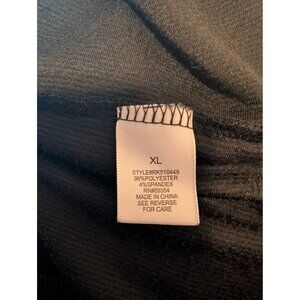 XL
STYLE#RK510448
96%POLYESTER
4%SPANDEX
RN#89354
MADE IN CHINA
SEE REVERSE
FOR CARE